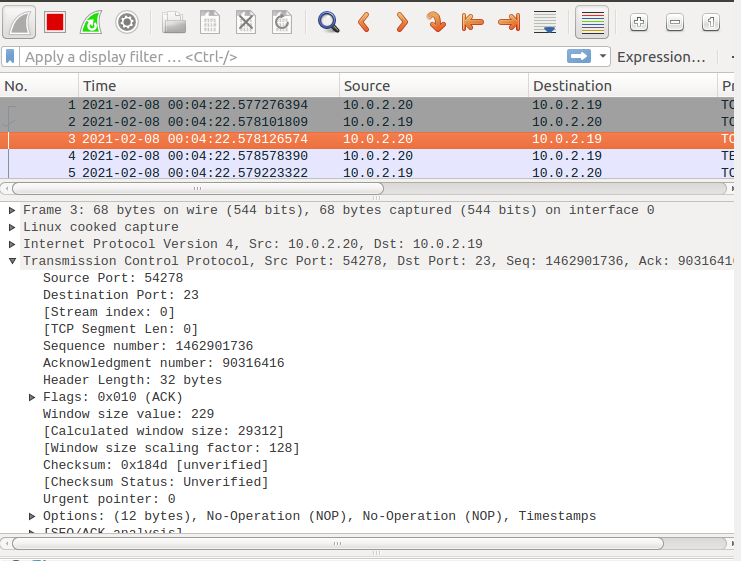 Apply a display filter … <Ctrl-/> Expression…
No. Time Source Destination
1 2021-02-08 00:04:22.577276394 10.0.2.20 10.0.2.19
2 2021-02-08 00:04:22.578101809 10.0.2.19 10.0.2.20
3 2021-02-08 00:04:22.578126574 10.0.2.20 10.0.2.19
4 2021-02-08 00:04:22.578578390 10.0.2.20 10.0.2.19
5 2021-02-08 00:04:22.579223322 10.0.2.19 10.0.2.20
Frame 3: 68 bytes on wire (544 bits), 68 bytes captured (544 bits) on interface 0
Linux cooked capture
Internet Protocol Version 4, Src: 10.0.2.20, Dst: 10.0.2.19
Transmission Control Protocol, Src Port: 54278, Dst Port: 23, Seq: 1462901736, Ack: 90316416
Source Port: 54278
Destination Port: 23
[Stream index: 0]
[TCP Segment Len: 0]
Sequence number: 1462901736
Acknowledgment number: 90316416
Header Length: 32 bytes
Flags: 0x010 (ACK)
Window size value: 229
[Calculated window size: 29312]
[Window size scaling factor: 128]
Checksum: 0x184d [unverified]
[Checksum Status: Unverified]
Urgent pointer: 0
Options: (12 bytes), No-Operation (NOP), No-Operation (NOP), Timestamps
[SEQ/ACK analysis]